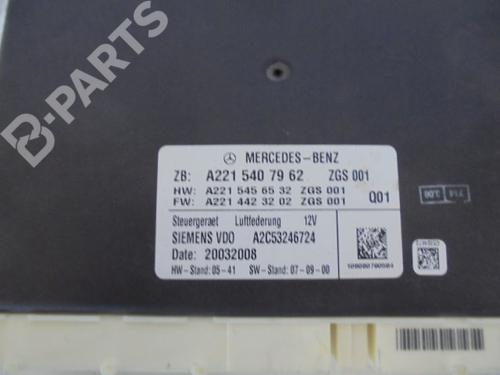 B-PARTS
MERCEDES-BENZ
ZB: A221 540 79 62 ZGS 001
HW: A221 545 65 32 ZGS 001
FW: A221 442 32 02 ZGS 001 Q01
Steuergeraet Luftfederung 12V
SIEMENS VDO A2C53246724
Date: 20032008
HW-Stand: 05-41 SW-Stand: 07-09-00